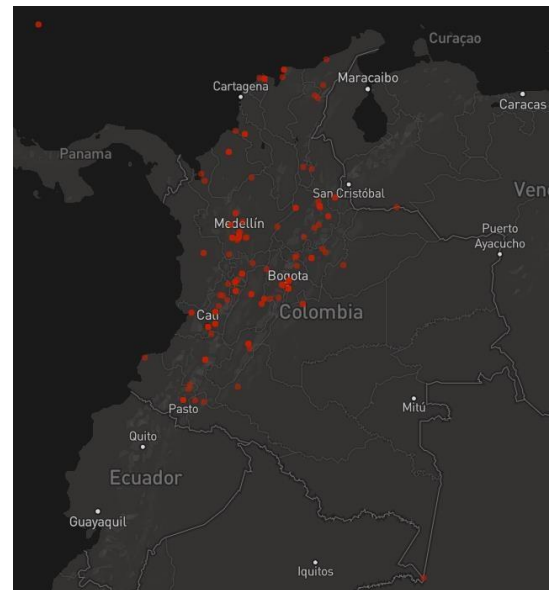 Curaçao
Maracaibo
Cartagena
Caracas
Panama
San Cristóbal
Ven
Medellín
Puerto
Ayacucho
Bogota
Cali
Colombia
Mitú
Pasto
Quito
Ecuador
Guayaquil
Iquitos